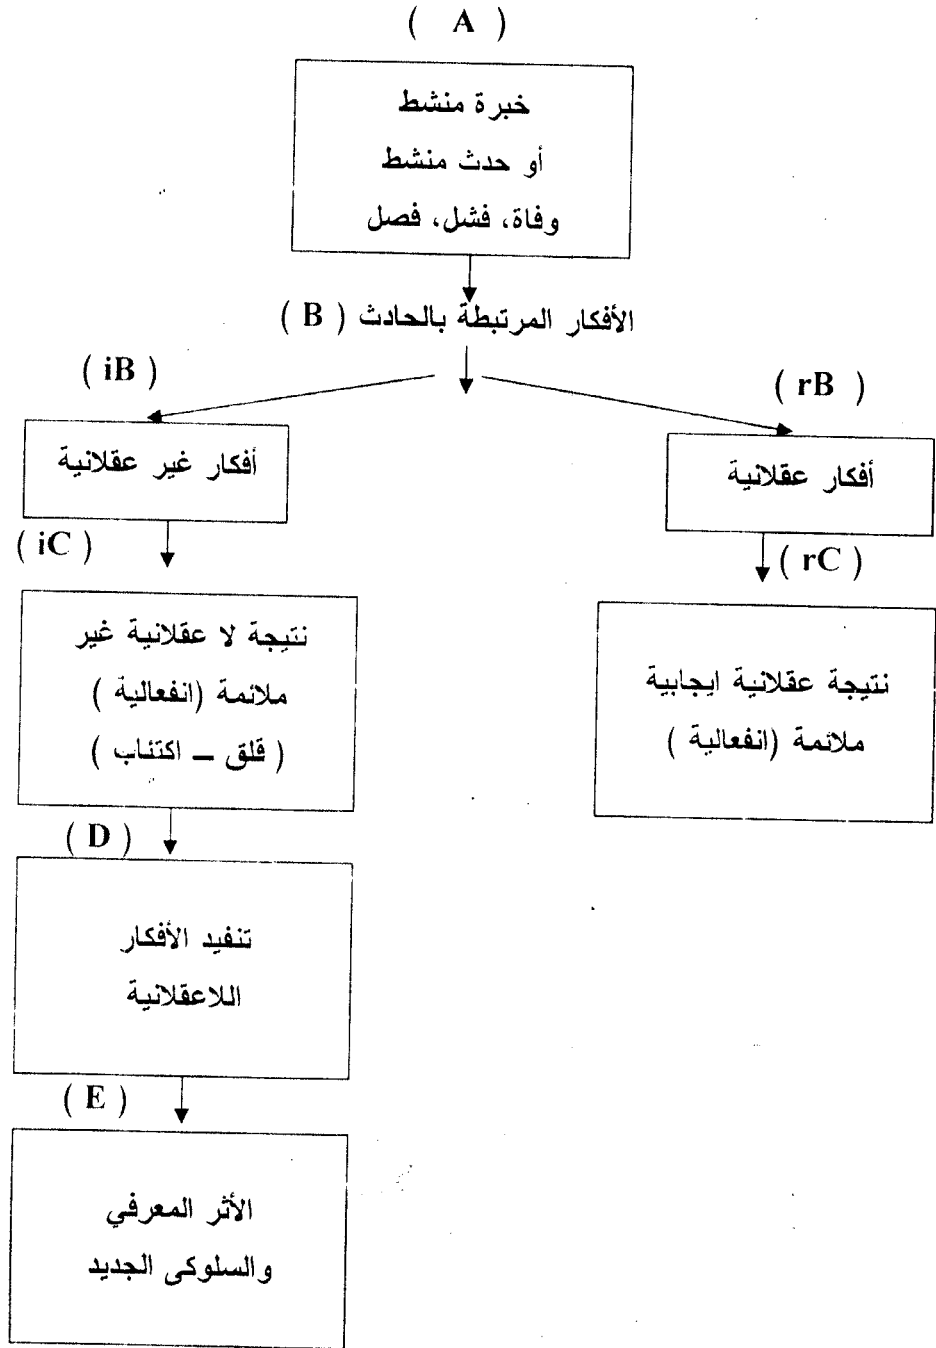 ( A )
خبرة منشط
أو حدث منشط
وفاة، فشل، فصل
الأفكار المرتبطة بالحادث ( B )
( rB )
( iB )
أفكار عقلانية
أفكار غير عقلانية
( rC )
( iC )
نتيجة عقلانية ايجابية
ملائمة (انفعالية )
نتيجة لا عقلانية غير
ملائمة (انفعالية )
( قلق – اكتئاب )
( D )
تنفيد الأفكار
اللاعقلانية
( E )
الأثر المعرفي
والسلوكى الجديد